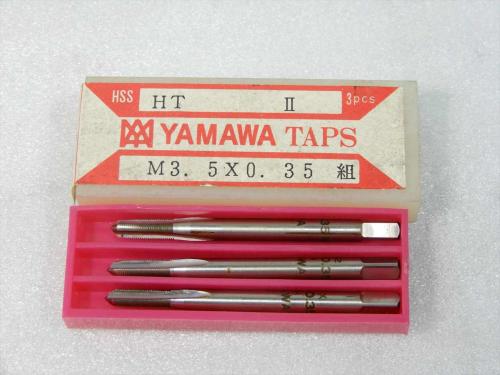 HSS
HT II
3pcs
YAMAWA TAPS
M3.5X0.35 組